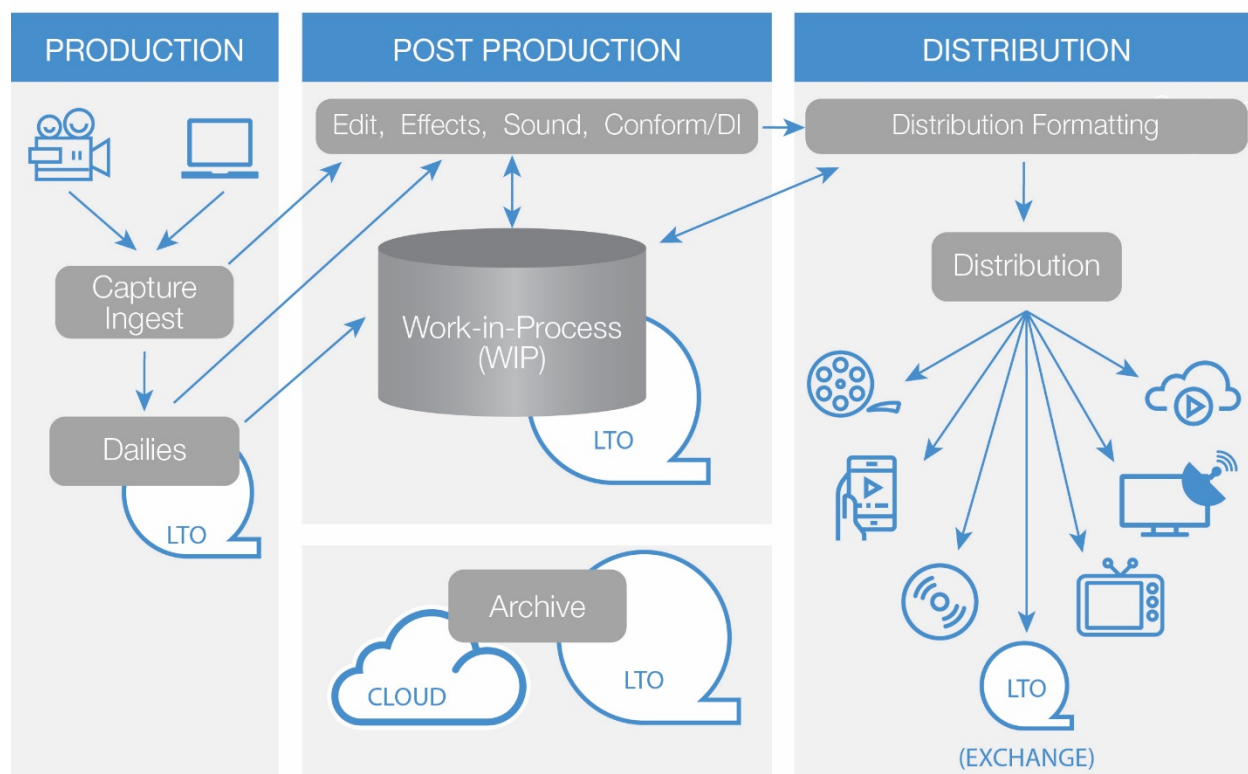 PRODUCTION
POST PRODUCTION
DISTRIBUTION
Edit, Effects, Sound, Conform/DI
Distribution Formatting
Capture
Ingest
Distribution
Work-in-Process
(WIP)
LTO
Dailies
LTO
Archive
CLOUD
LTO
LTO
(EXCHANGE)